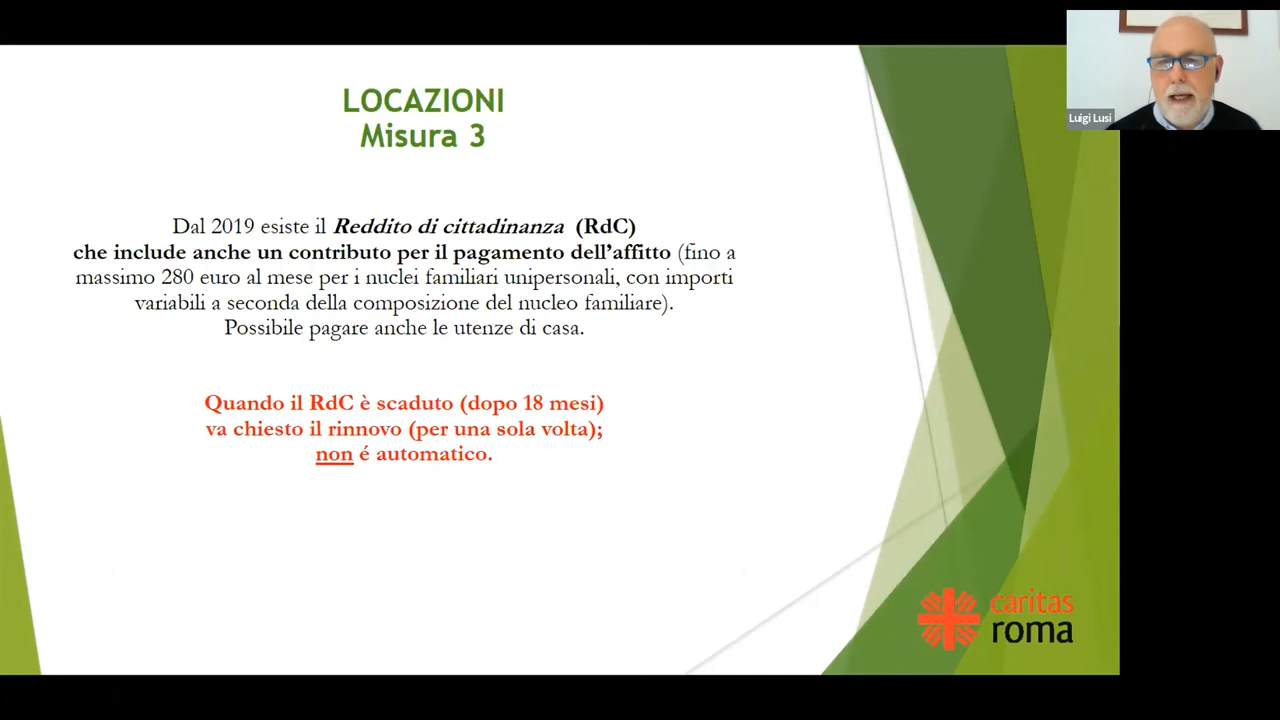 LOCAZIONI
Misura 3
Dal 2019 esiste il Reddito di cittadinanza (RdC)
che include anche un contributo per il pagamento dell'affitto (fino a
massimo 280 euro al mese per i nuclei familiari unipersonali, con importi
variabili a seconda della composizione del nucleo familiare).
Possibile pagare anche le utenze di casa.
Quando il RdC è scaduto (dopo 18 mesi)
va chiesto il rinnovo (per una sola volta);
non é automatico.
caritas
roma
Luigi Lusi